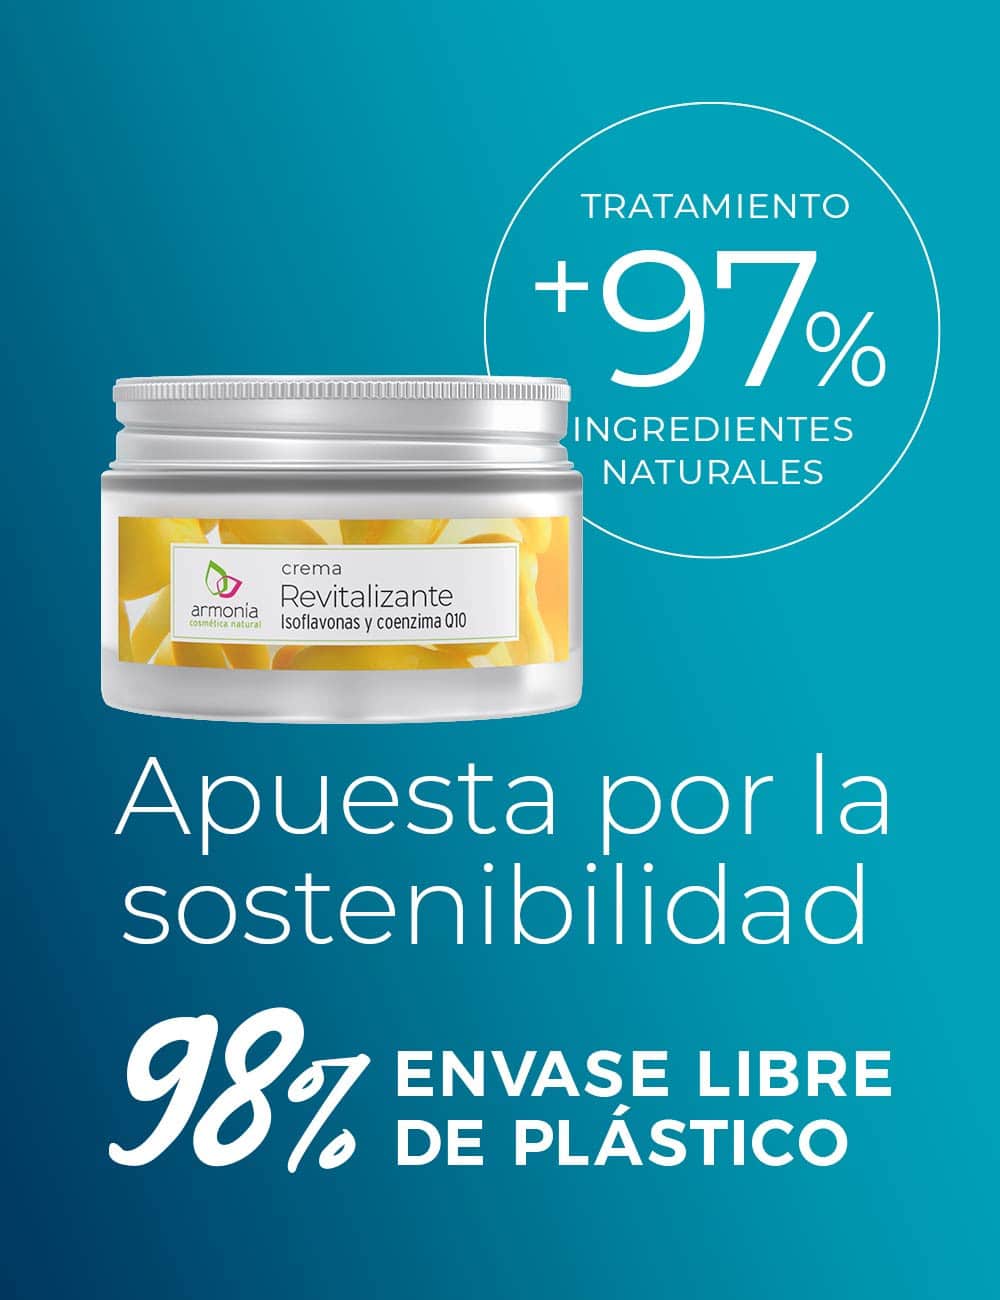 TRATAMIENTO
+97%
INGREDIENTES
NATURALES
armonía
cosmética natural
crema
Revitalizante
Isoflavonas y coenzima Q10
Apuesta por la
sostenibilidad
98% ENVASE LIBRE
DE PLÁSTICO